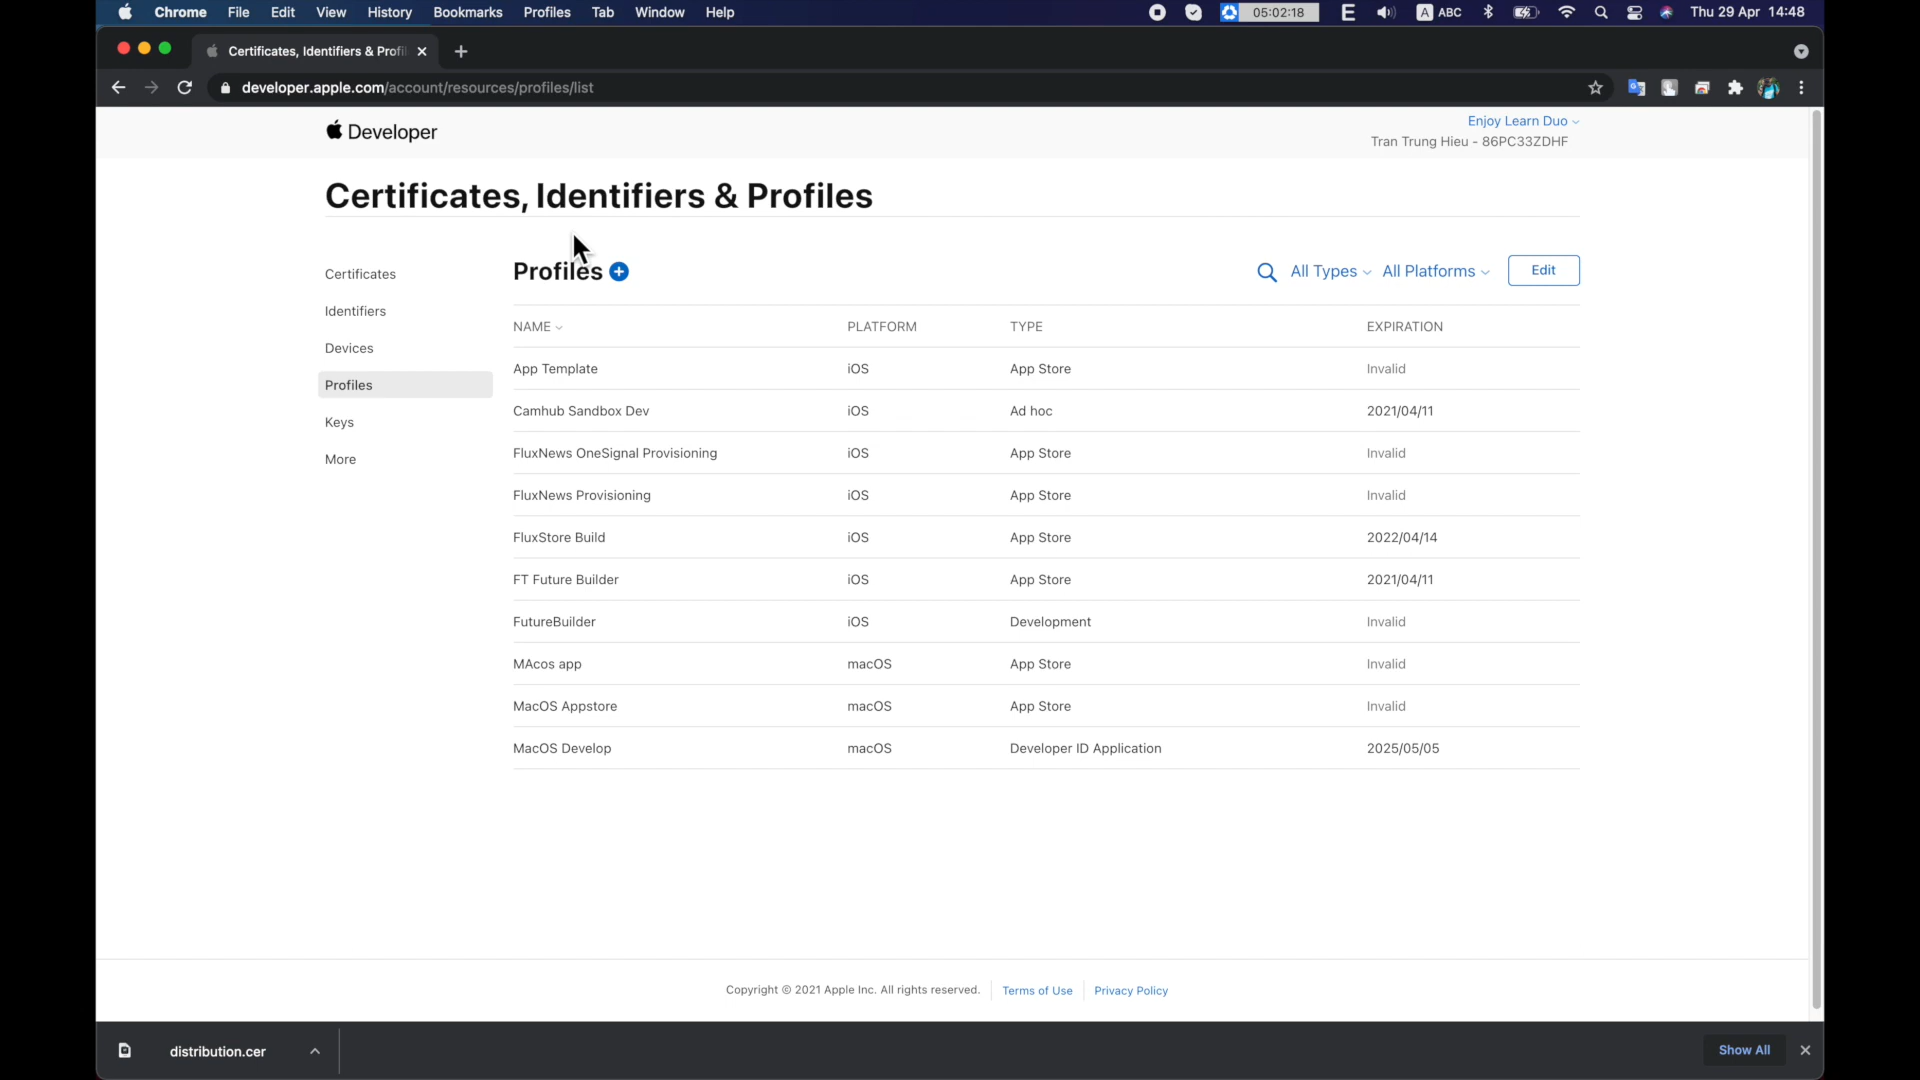 Chrome File Edit View History Bookmarks Profiles Tab Window Help 05:02:18 E A ABC Thu 29 Apr 14:48
Certificates, Identifiers & Profil
developer.apple.com/account/resources/profiles/list
Developer
Enjoy Learn Duo
Tran Trung Hieu - 86PC33ZDHF
Certificates, Identifiers & Profiles
Certificates
Identifiers
Devices
Profiles
Keys
More
Profiles
All Types All Platforms Edit
NAME PLATFORM TYPE EXPIRATION
App Template iOS App Store Invalid
Camhub Sandbox Dev iOS Ad hoc 2021/04/11
FluxNews OneSignal Provisioning iOS App Store Invalid
FluxNews Provisioning iOS App Store Invalid
FluxStore Build iOS App Store 2022/04/14
FT Future Builder iOS App Store 2021/04/11
FutureBuilder iOS Development Invalid
MAcos app macOS App Store Invalid
MacOS Appstore macOS App Store Invalid
MacOS Develop macOS Developer ID Application 2025/05/05
Copyright © 2021 Apple Inc. All rights reserved. Terms of Use Privacy Policy
distribution.cer
Show All